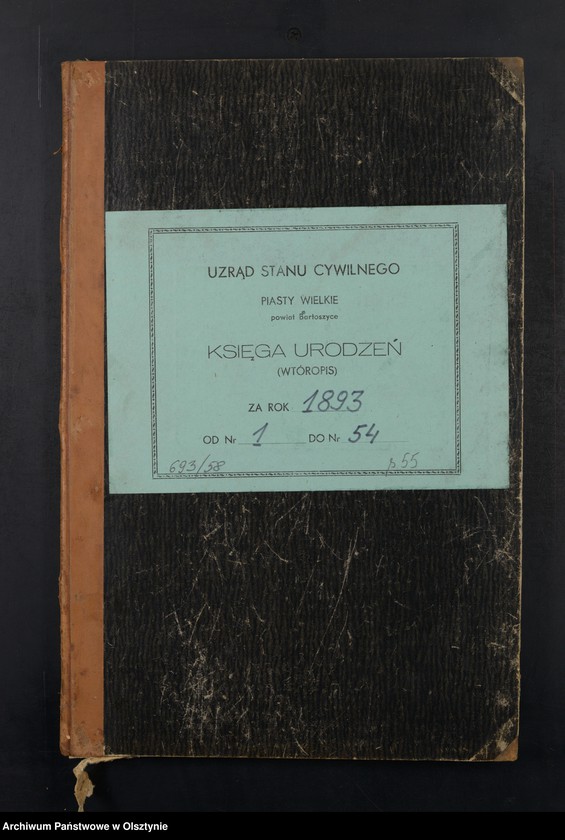 UZRĄD STANU CYWILNEGO
PIASTY WIELKIE
powiat Bartoszyce
KSIĘGA URODZEŃ
(WTÓROPIS)
ZA ROK 1893
OD Nr 1 DO Nr 54
693/58 p55
Archiwum Państwowe w Olsztynie